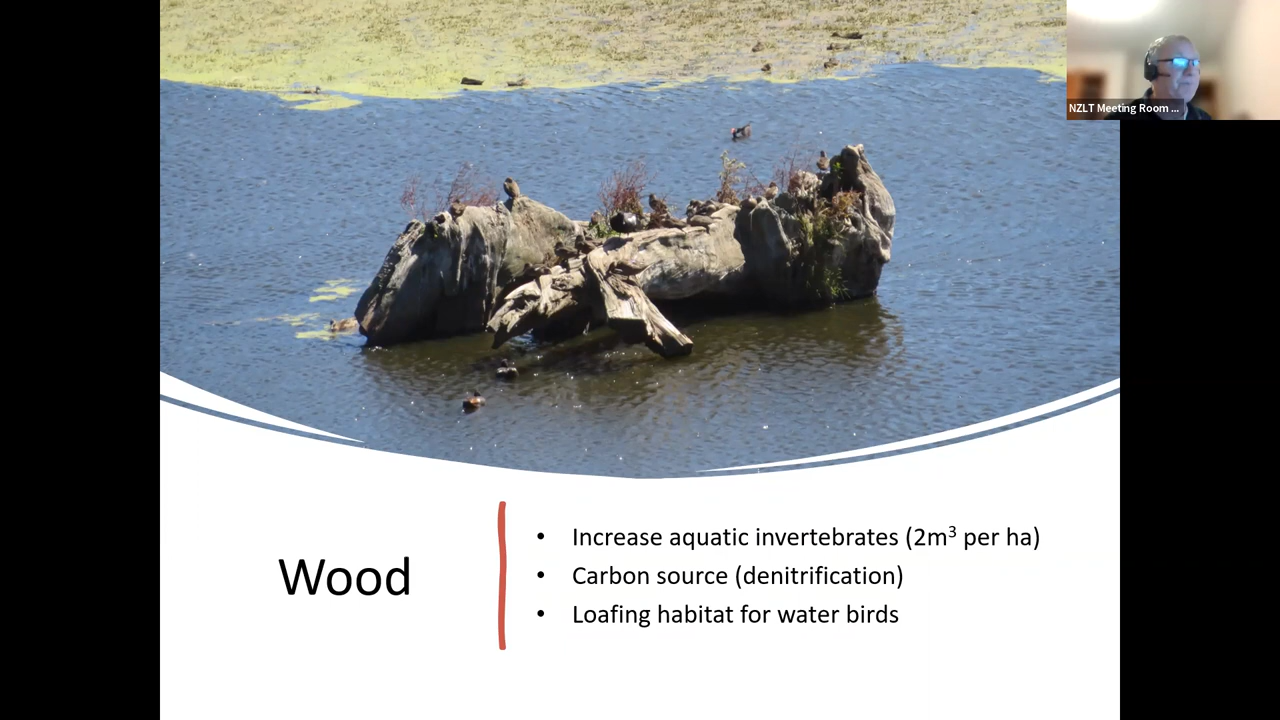 NZLT Meeting Room ...
Wood
• Increase aquatic invertebrates (2m³ per ha)
• Carbon source (denitrification)
• Loafing habitat for water birds